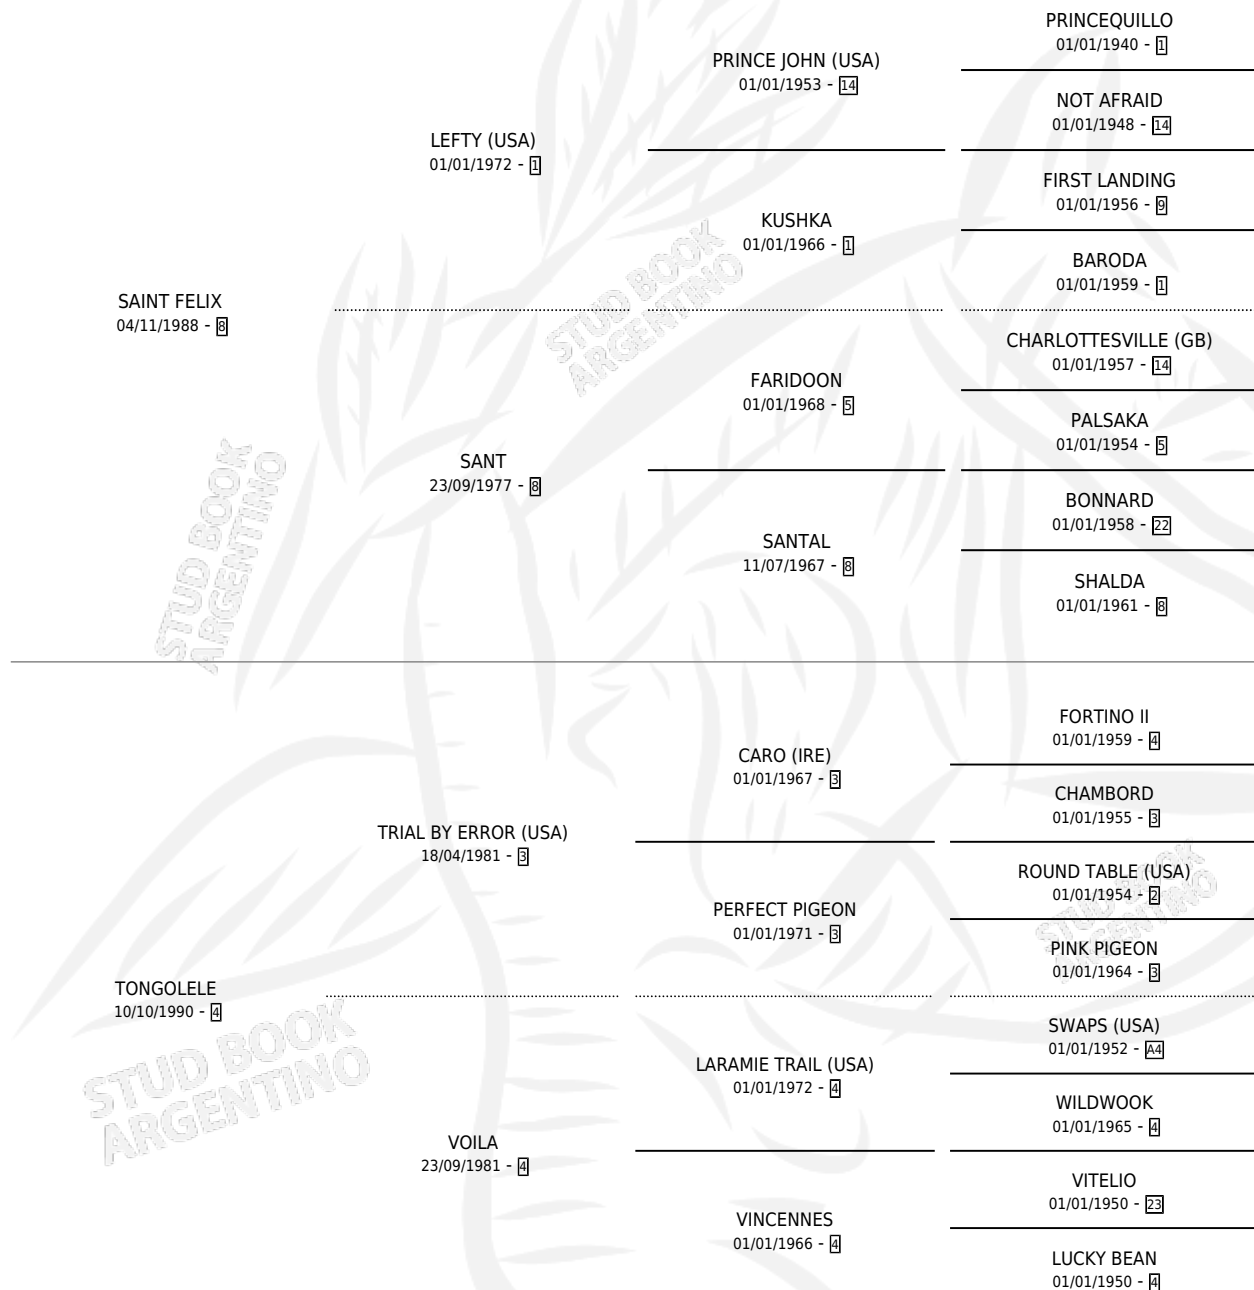 PRINCEQUILLO
01/01/1940 - 1
PRINCE JOHN (USA)
01/01/1953 - 14
NOT AFRAID
01/01/1948 - 14
LEFTY (USA)
01/01/1972 - 1
FIRST LANDING
01/01/1956 - 9
KUSHKA
01/01/1966 - 1
BARODA
01/01/1959 - 1
SAINT FELIX
04/11/1988 - 8
CHARLOTTESVILLE (GB)
01/01/1957 - 14
FARIDOON
01/01/1968 - 5
PALSAKA
01/01/1954 - 5
SANT
23/09/1977 - 8
BONNARD
01/01/1958 - 22
SANTAL
11/07/1967 - 8
SHALDA
01/01/1961 - 8
FORTINO II
01/01/1959 - 4
CARO (IRE)
01/01/1967 - 3
CHAMBORD
01/01/1955 - 3
TRIAL BY ERROR (USA)
18/04/1981 - 3
ROUND TABLE (USA)
01/01/1954 - 2
PERFECT PIGEON
01/01/1971 - 3
PINK PIGEON
01/01/1964 - 3
TONGOLELE
10/10/1990 - 4
SWAPS (USA)
01/01/1952 - A4
LARAMIE TRAIL (USA)
01/01/1972 - 4
WILDWOOK
01/01/1965 - 4
VOILA
23/09/1981 - 4
VITELIO
01/01/1950 - 23
VINCENNES
01/01/1966 - 4
LUCKY BEAN
01/01/1950 - 4
STUD BOOK
ARGENTINO
STUD BOOK
ARGENTINO
STUD BOOK
ARGENTINO
STUD BOOK
ARGENTINO